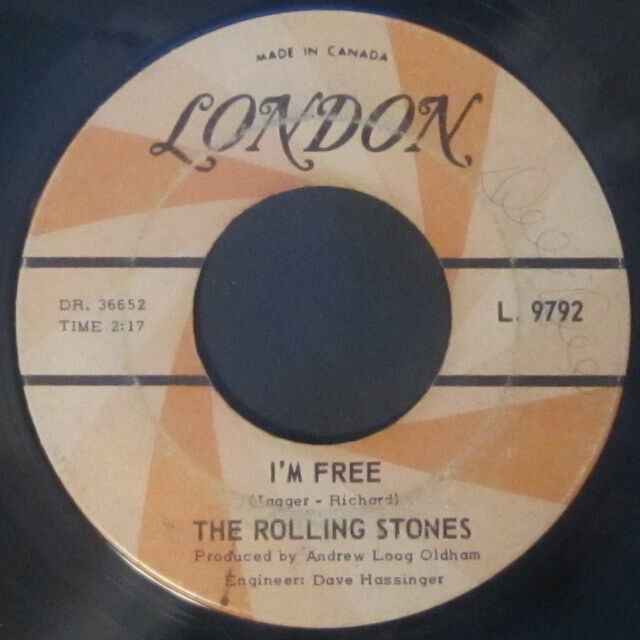 MADE IN CANADA
LONDON
DR. 36652
TIME 2:17
L. 9792
I'M FREE
(Jagger - Richard)
THE ROLLING STONES
Produced by Andrew Loog Oldham
Engineer: Dave Hassinger